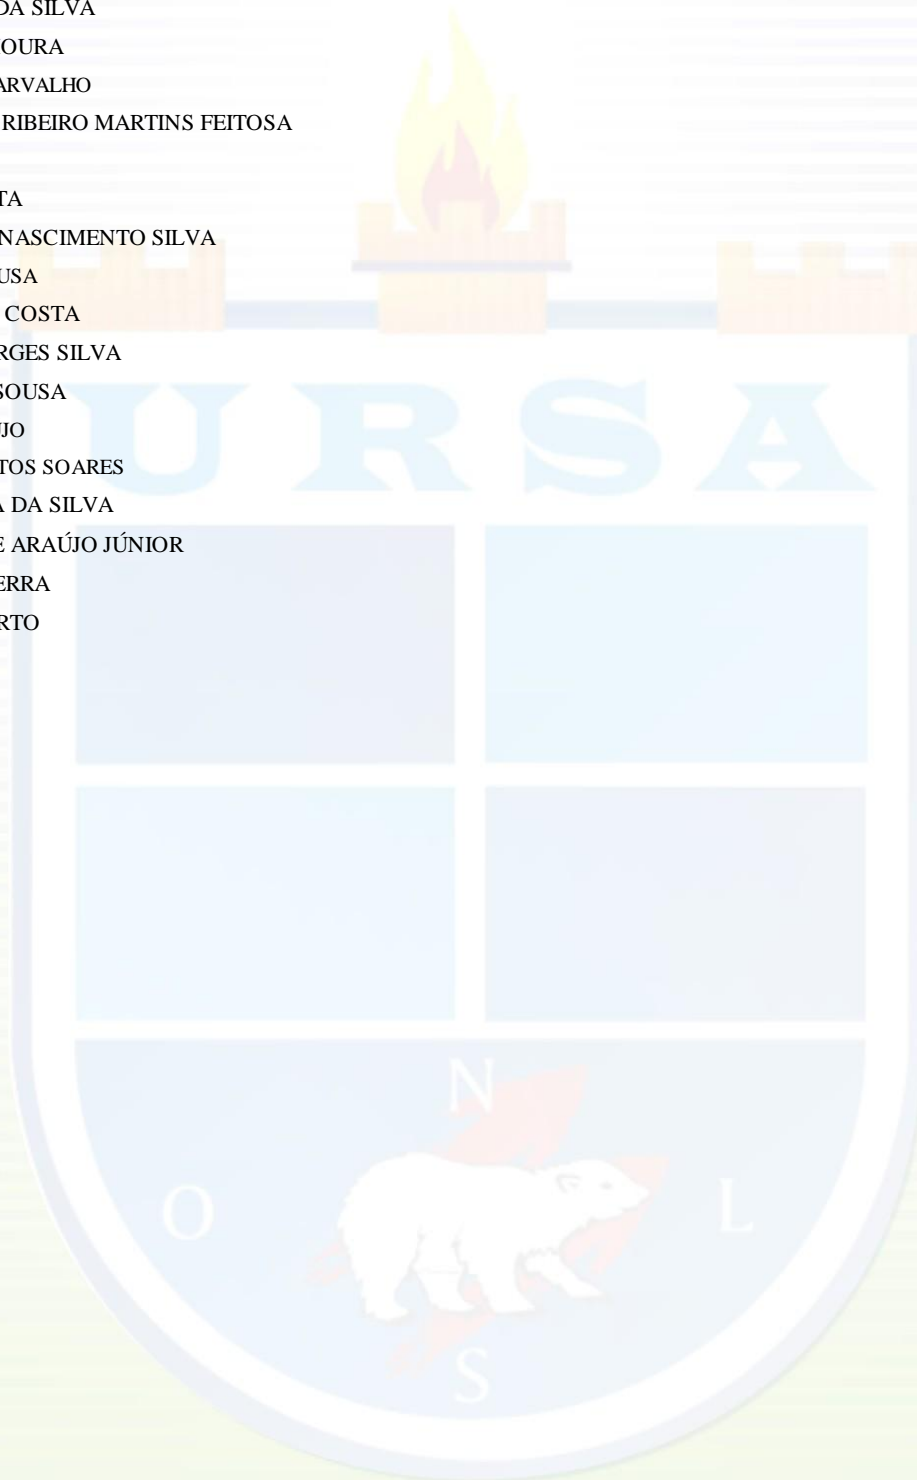 DA SILVA
OURA
ARVALHO
RIBEIRO MARTINS FEITOSA
TA
NASCIMENTO SILVA
USA
COSTA
RGES SILVA
SOUSA
JO
TOS SOARES
A DA SILVA
E ARAÚJO JÚNIOR
ERRA
RTO
URSA
N
O L
S